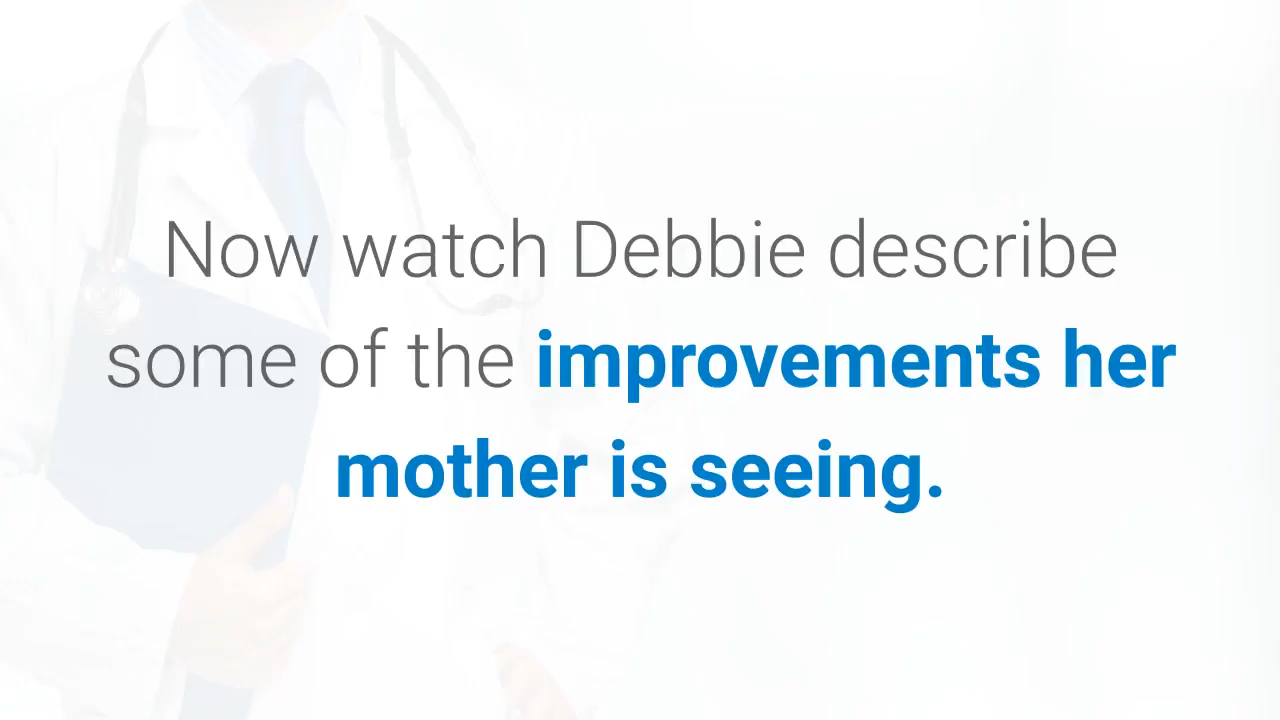 Now watch Debbie describe
some of the improvements her
mother is seeing.